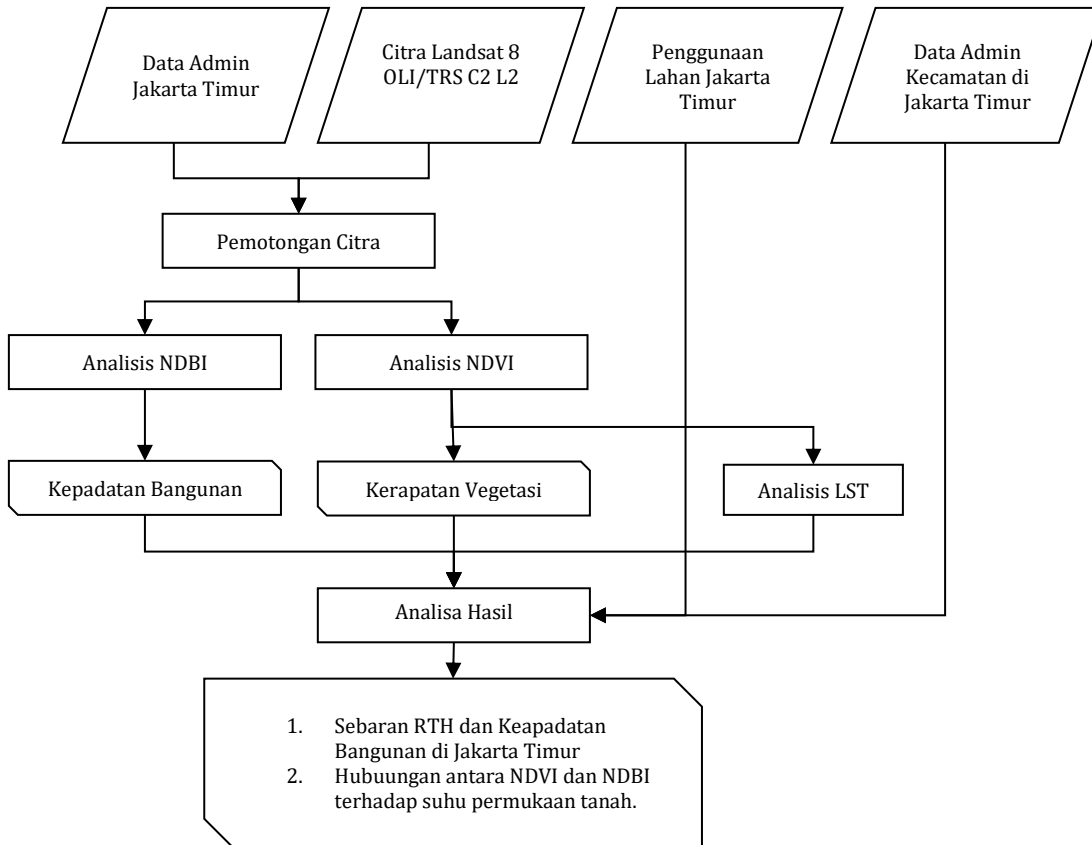 Data Admin
Jakarta Timur
Citra Landsat 8
OLI/TRS C2 L2
Penggunaan
Lahan Jakarta
Timur
Data Admin
Kecamatan di
Jakarta Timur
Pemotongan Citra
Analisis NDBI
Analisis NDVI
Kepadatan Bangunan
Kerapatan Vegetasi
Analisis LST
Analisa Hasil
1. Sebaran RTH dan Keapadatan
Bangunan di Jakarta Timur
2. Hubuungan antara NDVI dan NDBI
terhadap suhu permukaan tanah.